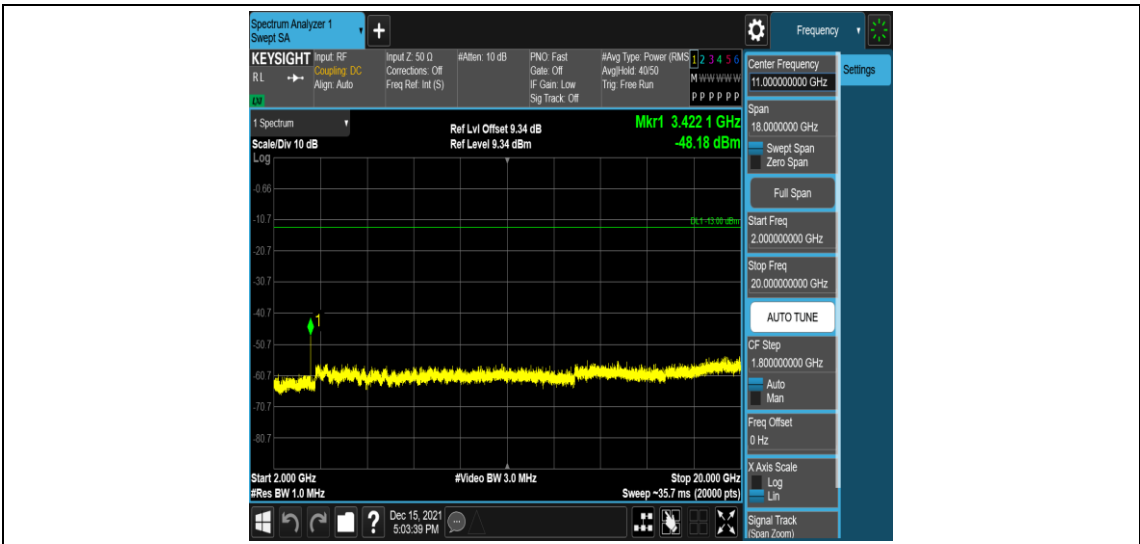 Spectrum Analyzer 1
Swept SA
+
Frequency
KEYSIGHT
RL
LXI
Input: RF
Coupling: DC
Align: Auto
Input Z: 50 Ω
Corrections: Off
Freq Ref: Int (S)
#Atten: 10 dB
PNO: Fast
Gate: Off
IF Gain: Low
Sig Track: Off
#Avg Type: Power (RMS
Avg|Hold: 40/50
Trig: Free Run
1 2 3 4 5 6
M W W W W W
P P P P P P
1 Spectrum
Scale/Div 10 dB
Log
Ref Lvl Offset 9.34 dB
Ref Level 9.34 dBm
Mkr1 3.422 1 GHz
-48.18 dBm
-0.66
-10.7
DL1 -13.00 dBm
-20.7
-30.7
-40.7
1
-50.7
-60.7
-70.7
-80.7
Start 2.000 GHz
#Video BW 3.0 MHz
Stop 20.000 GHz
#Res BW 1.0 MHz
Sweep ~35.7 ms (20000 pts)
?
Dec 15, 2021
5:03:39 PM
Center Frequency
11.000000000 GHz
Settings
Span
18.0000000 GHz
Swept Span
Zero Span
Full Span
Start Freq
2.000000000 GHz
Stop Freq
20.000000000 GHz
AUTO TUNE
CF Step
1.800000000 GHz
Auto
Man
Freq Offset
0 Hz
X Axis Scale
Log
Lin
Signal Track
(Span Zoom)